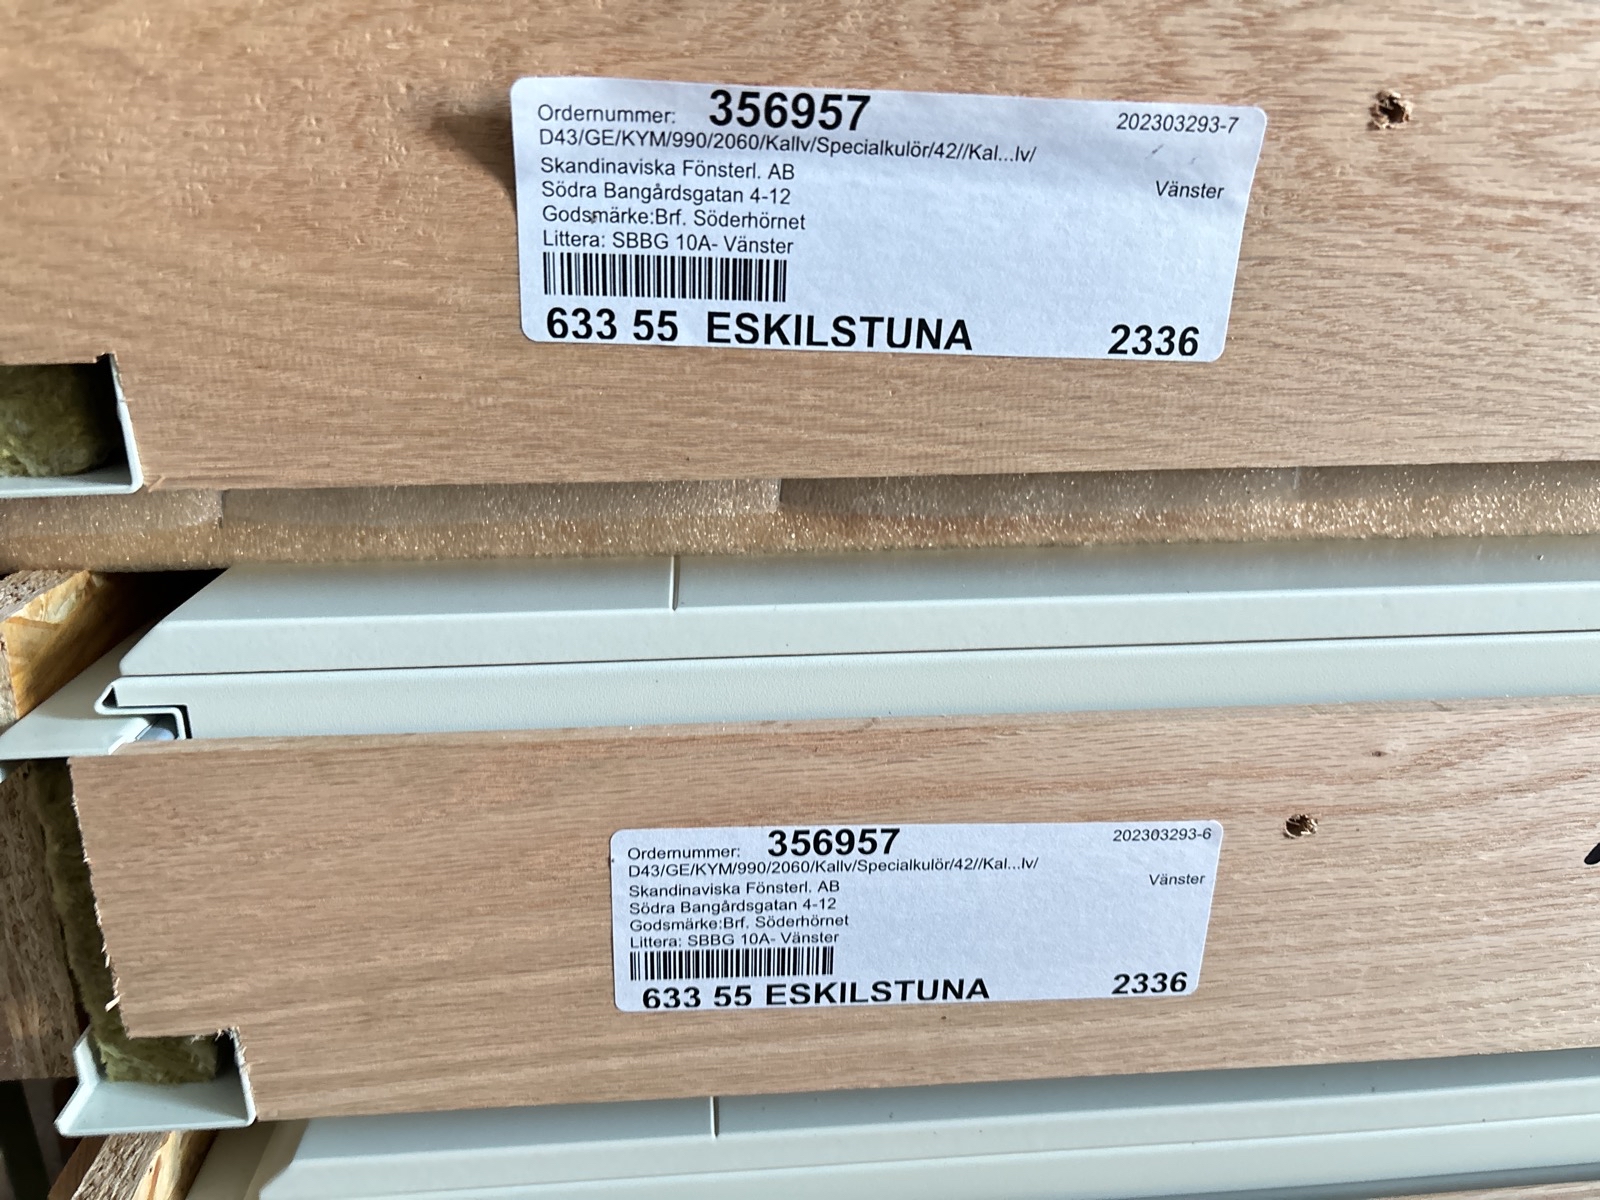 Ordernummer: 356957 202303293-7
D43/GE/KYM/990/2060/Kallv/Specialkulör/42//Kal...lv/
Skandinaviska Fönsterl. AB
Södra Bangårdsgatan 4-12 Vänster
Godsmärke:Brf. Söderhörnet
Littera: SBBG 10A- Vänster
633 55 ESKILSTUNA 2336
Ordernummer: 356957 202303293-6
D43/GE/KYM/990/2060/Kallv/Specialkulör/42//Kal...lv/
Skandinaviska Fönsterl. AB Vänster
Södra Bangårdsgatan 4-12
Godsmärke:Brf. Söderhörnet
Littera: SBBG 10A- Vänster
633 55 ESKILSTUNA 2336